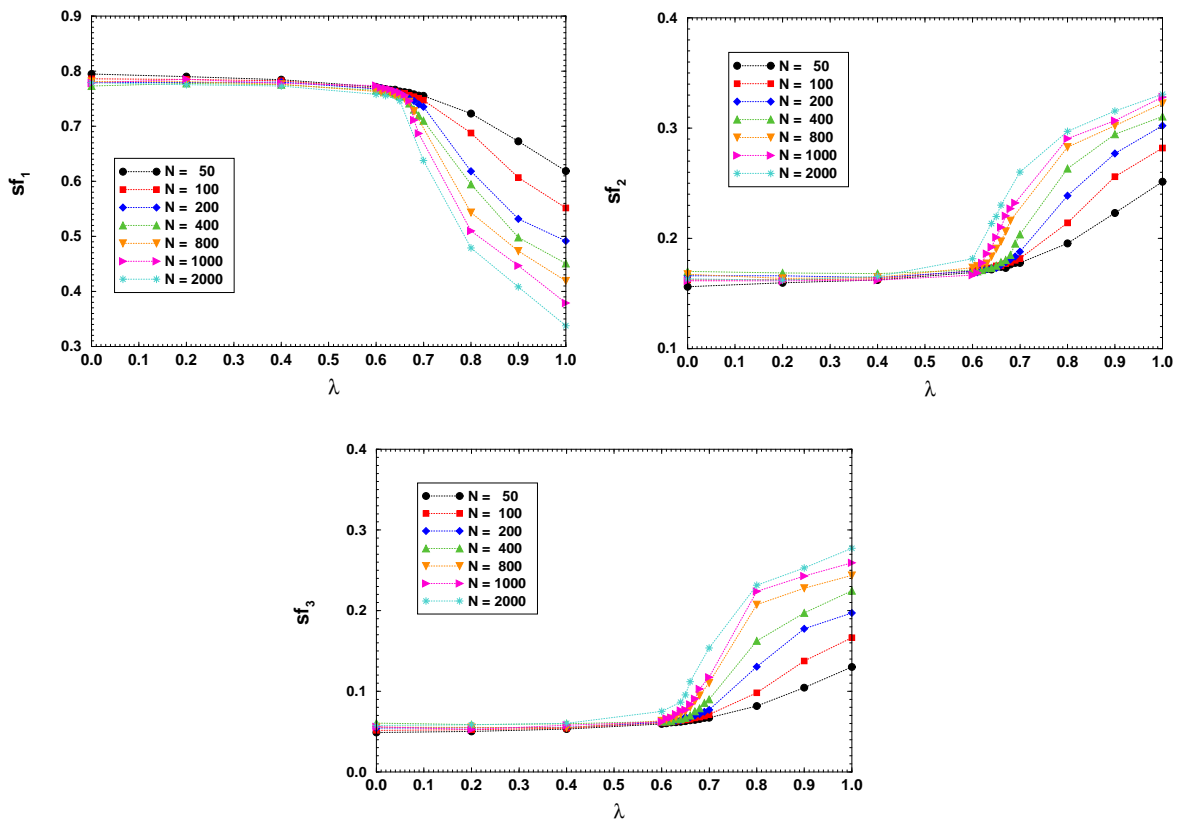 0.9
0.8
0.7
0.6
0.5
0.4
0.3
sf1
N = 50
N = 100
N = 200
N = 400
N = 800
N = 1000
N = 2000
0.0 0.1 0.2 0.3 0.4 0.5 0.6 0.7 0.8 0.9 1.0
λ
0.4
0.3
0.2
0.1
sf2
N = 50
N = 100
N = 200
N = 400
N = 800
N = 1000
N = 2000
0.0 0.1 0.2 0.3 0.4 0.5 0.6 0.7 0.8 0.9 1.0
λ
0.4
0.3
0.2
0.1
0.0
sf3
N = 50
N = 100
N = 200
N = 400
N = 800
N = 1000
N = 2000
0.0 0.1 0.2 0.3 0.4 0.5 0.6 0.7 0.8 0.9 1.0
λ